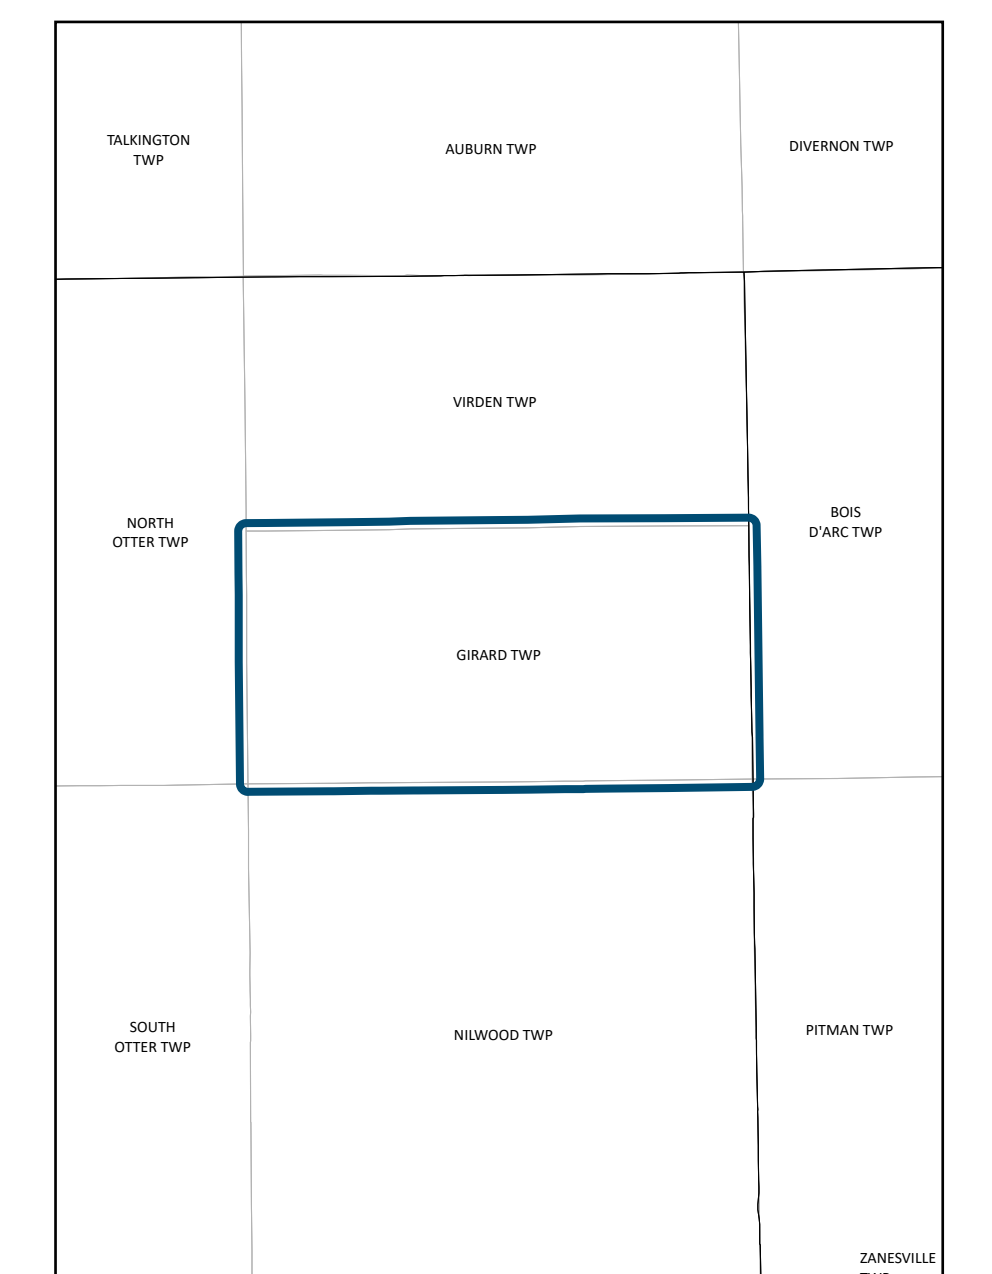 TALKINGTON
TWP
AUBURN TWP
DIVERNON TWP
VIRDEN TWP
NORTH
OTTER TWP
BOIS
D'ARC TWP
GIRARD TWP
SOUTH
OTTER TWP
NILWOOD TWP
PITMAN TWP
ZANESVILLE